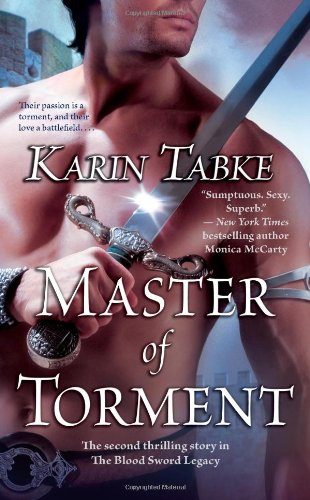 Their passion is a
torment, and their
love a battlefield. . . .
KARIN TABKE
"Sumptuous. Sexy.
Superb."
— New York Times
bestselling author
Monica McCarty
MASTER
of
TORMENT
The second thrilling story in
The Blood Sword Legacy